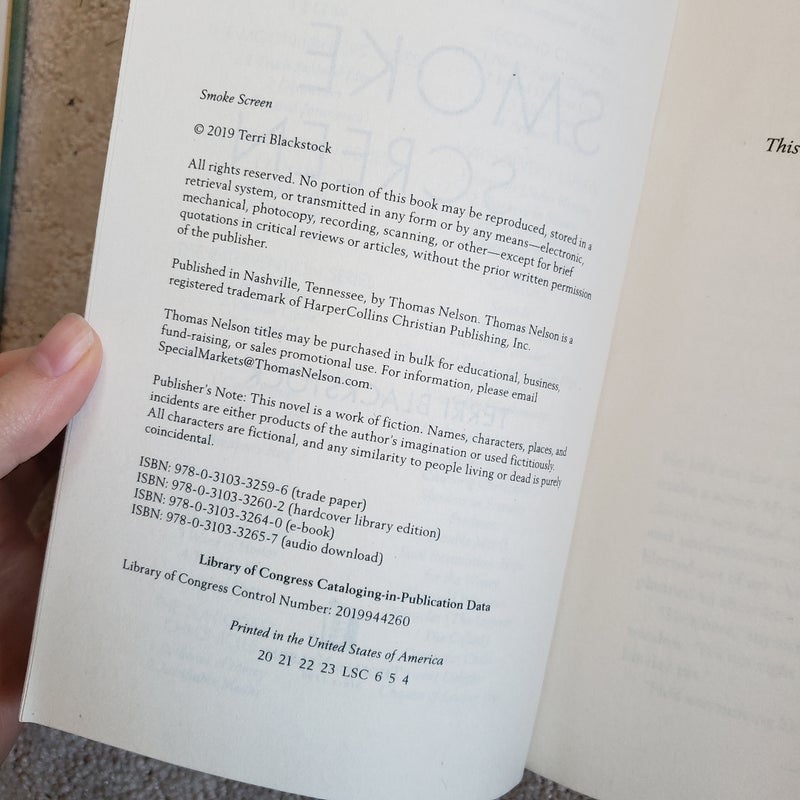 Smoke Screen
© 2019 Terri Blackstock
All rights reserved. No portion of this book may be reproduced, stored in a
retrieval system, or transmitted in any form or by any means—electronic,
mechanical, photocopy, recording, scanning, or other—except for brief
quotations in critical reviews or articles, without the prior written permission
of the publisher.
Published in Nashville, Tennessee, by Thomas Nelson. Thomas Nelson is a
registered trademark of HarperCollins Christian Publishing, Inc.
Thomas Nelson titles may be purchased in bulk for educational, business,
fund-raising, or sales promotional use. For information, please email
SpecialMarkets@ThomasNelson.com.
Publisher's Note: This novel is a work of fiction. Names, characters, places, and
incidents are either products of the author's imagination or used fictitiously.
All characters are fictional, and any similarity to people living or dead is purely
coincidental.
ISBN: 978-0-3103-3259-6 (trade paper)
ISBN: 978-0-3103-3260-2 (hardcover library edition)
ISBN: 978-0-3103-3264-0 (e-book)
ISBN: 978-0-3103-3265-7 (audio download)
Library of Congress Cataloging-in-Publication Data
Library of Congress Control Number: 2019944260
Printed in the United States of America
20 21 22 23 LSC 6 5 4
This
SMOKE
SCREEN
TERRI BLACKSTOCK